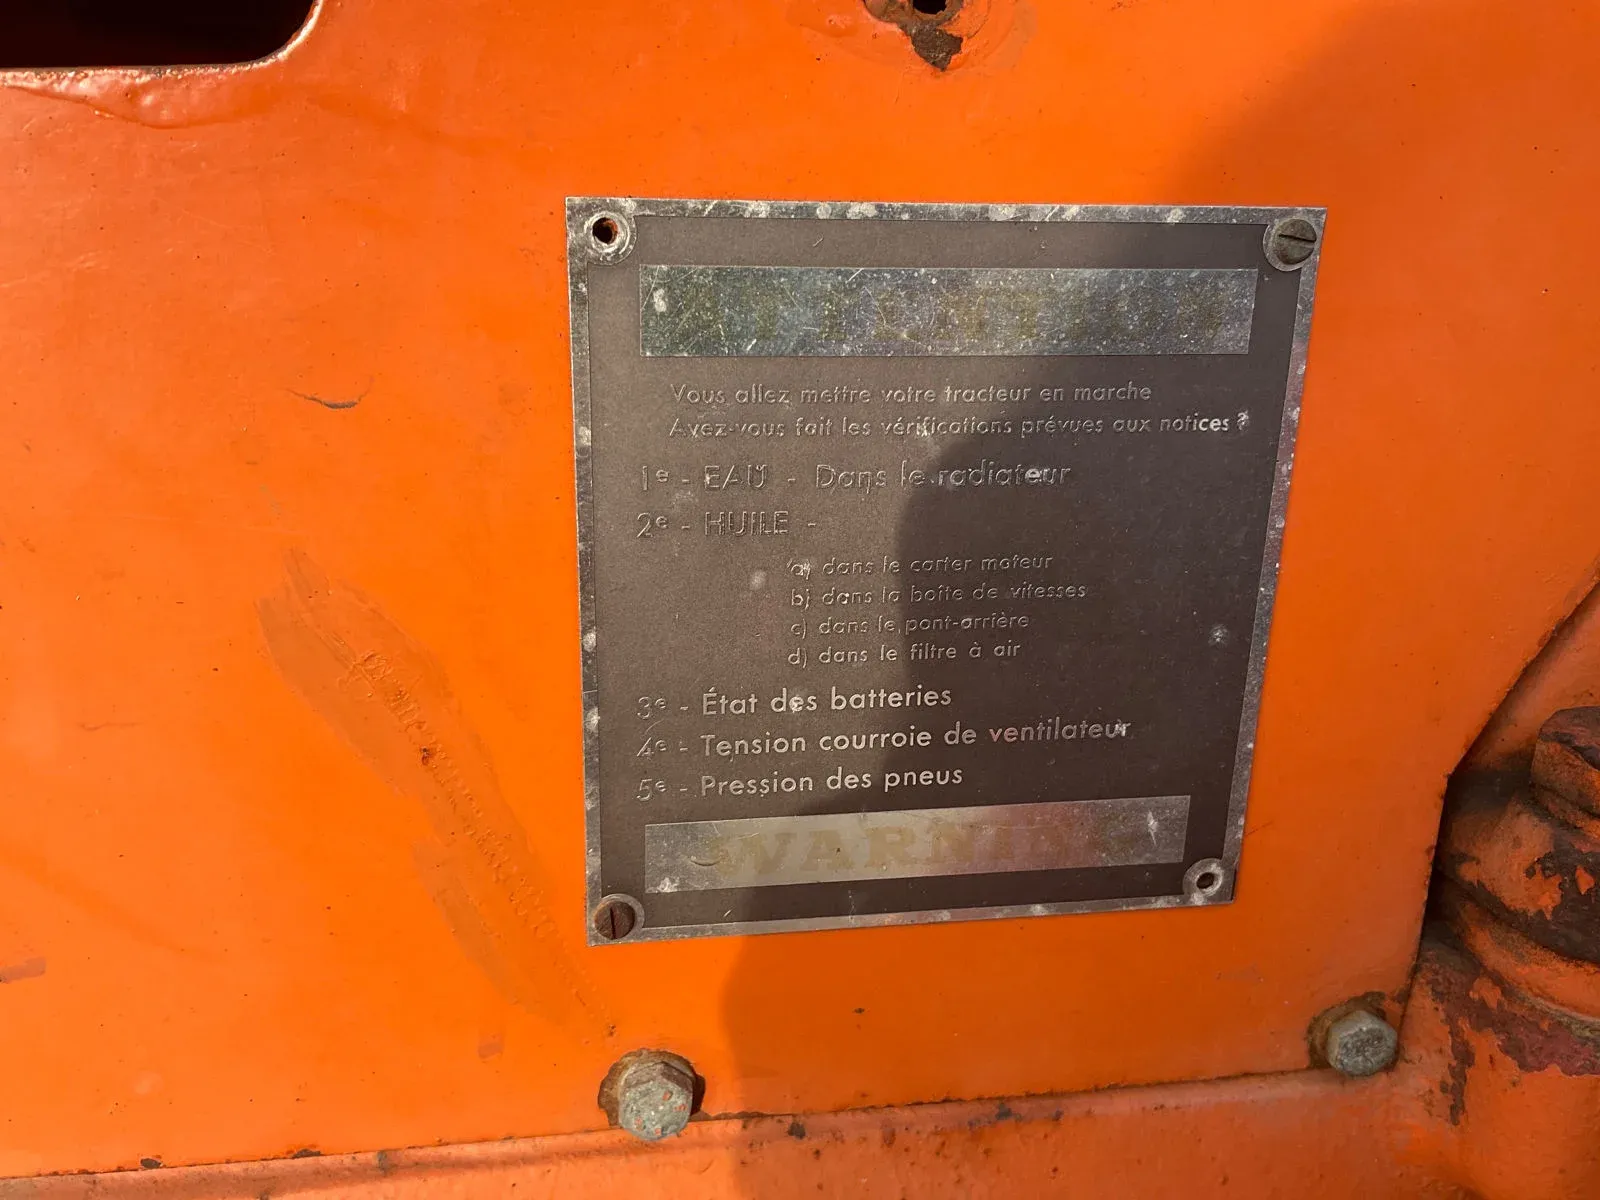 ATTENTION
Vous allez mettre votre tracteur en marche
Avez-vous fait les vérifications prévues aux notices ?
1e - EAU - Dans le radiateur
2e - HUILE -
a) dans le carter moteur
b) dans la boîte de vitesses
c) dans le pont-arrière
d) dans le filtre à air
3e - État des batteries
4e - Tension courroie de ventilateur
5e - Pression des pneus
WARNING